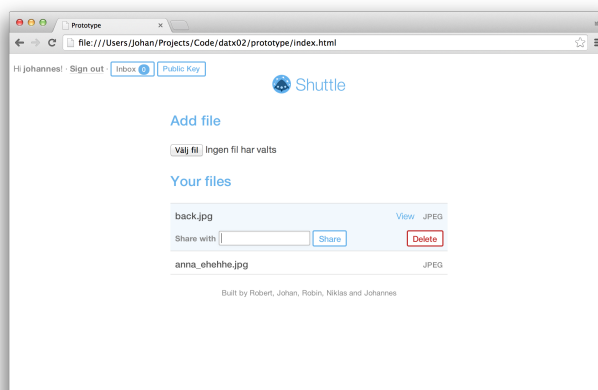 Prototype
file:///Users/Johan/Projects/Code/datx02/prototype/index.html
Hi johannes! · Sign out · Inbox 0 Public Key
Shuttle
Add file
Välj fil Ingen fil har valts
Your files
back.jpg View JPEG
Share with Share Delete
anna_ehehhe.jpg JPEG
Built by Robert, Johan, Robin, Niklas and Johannes